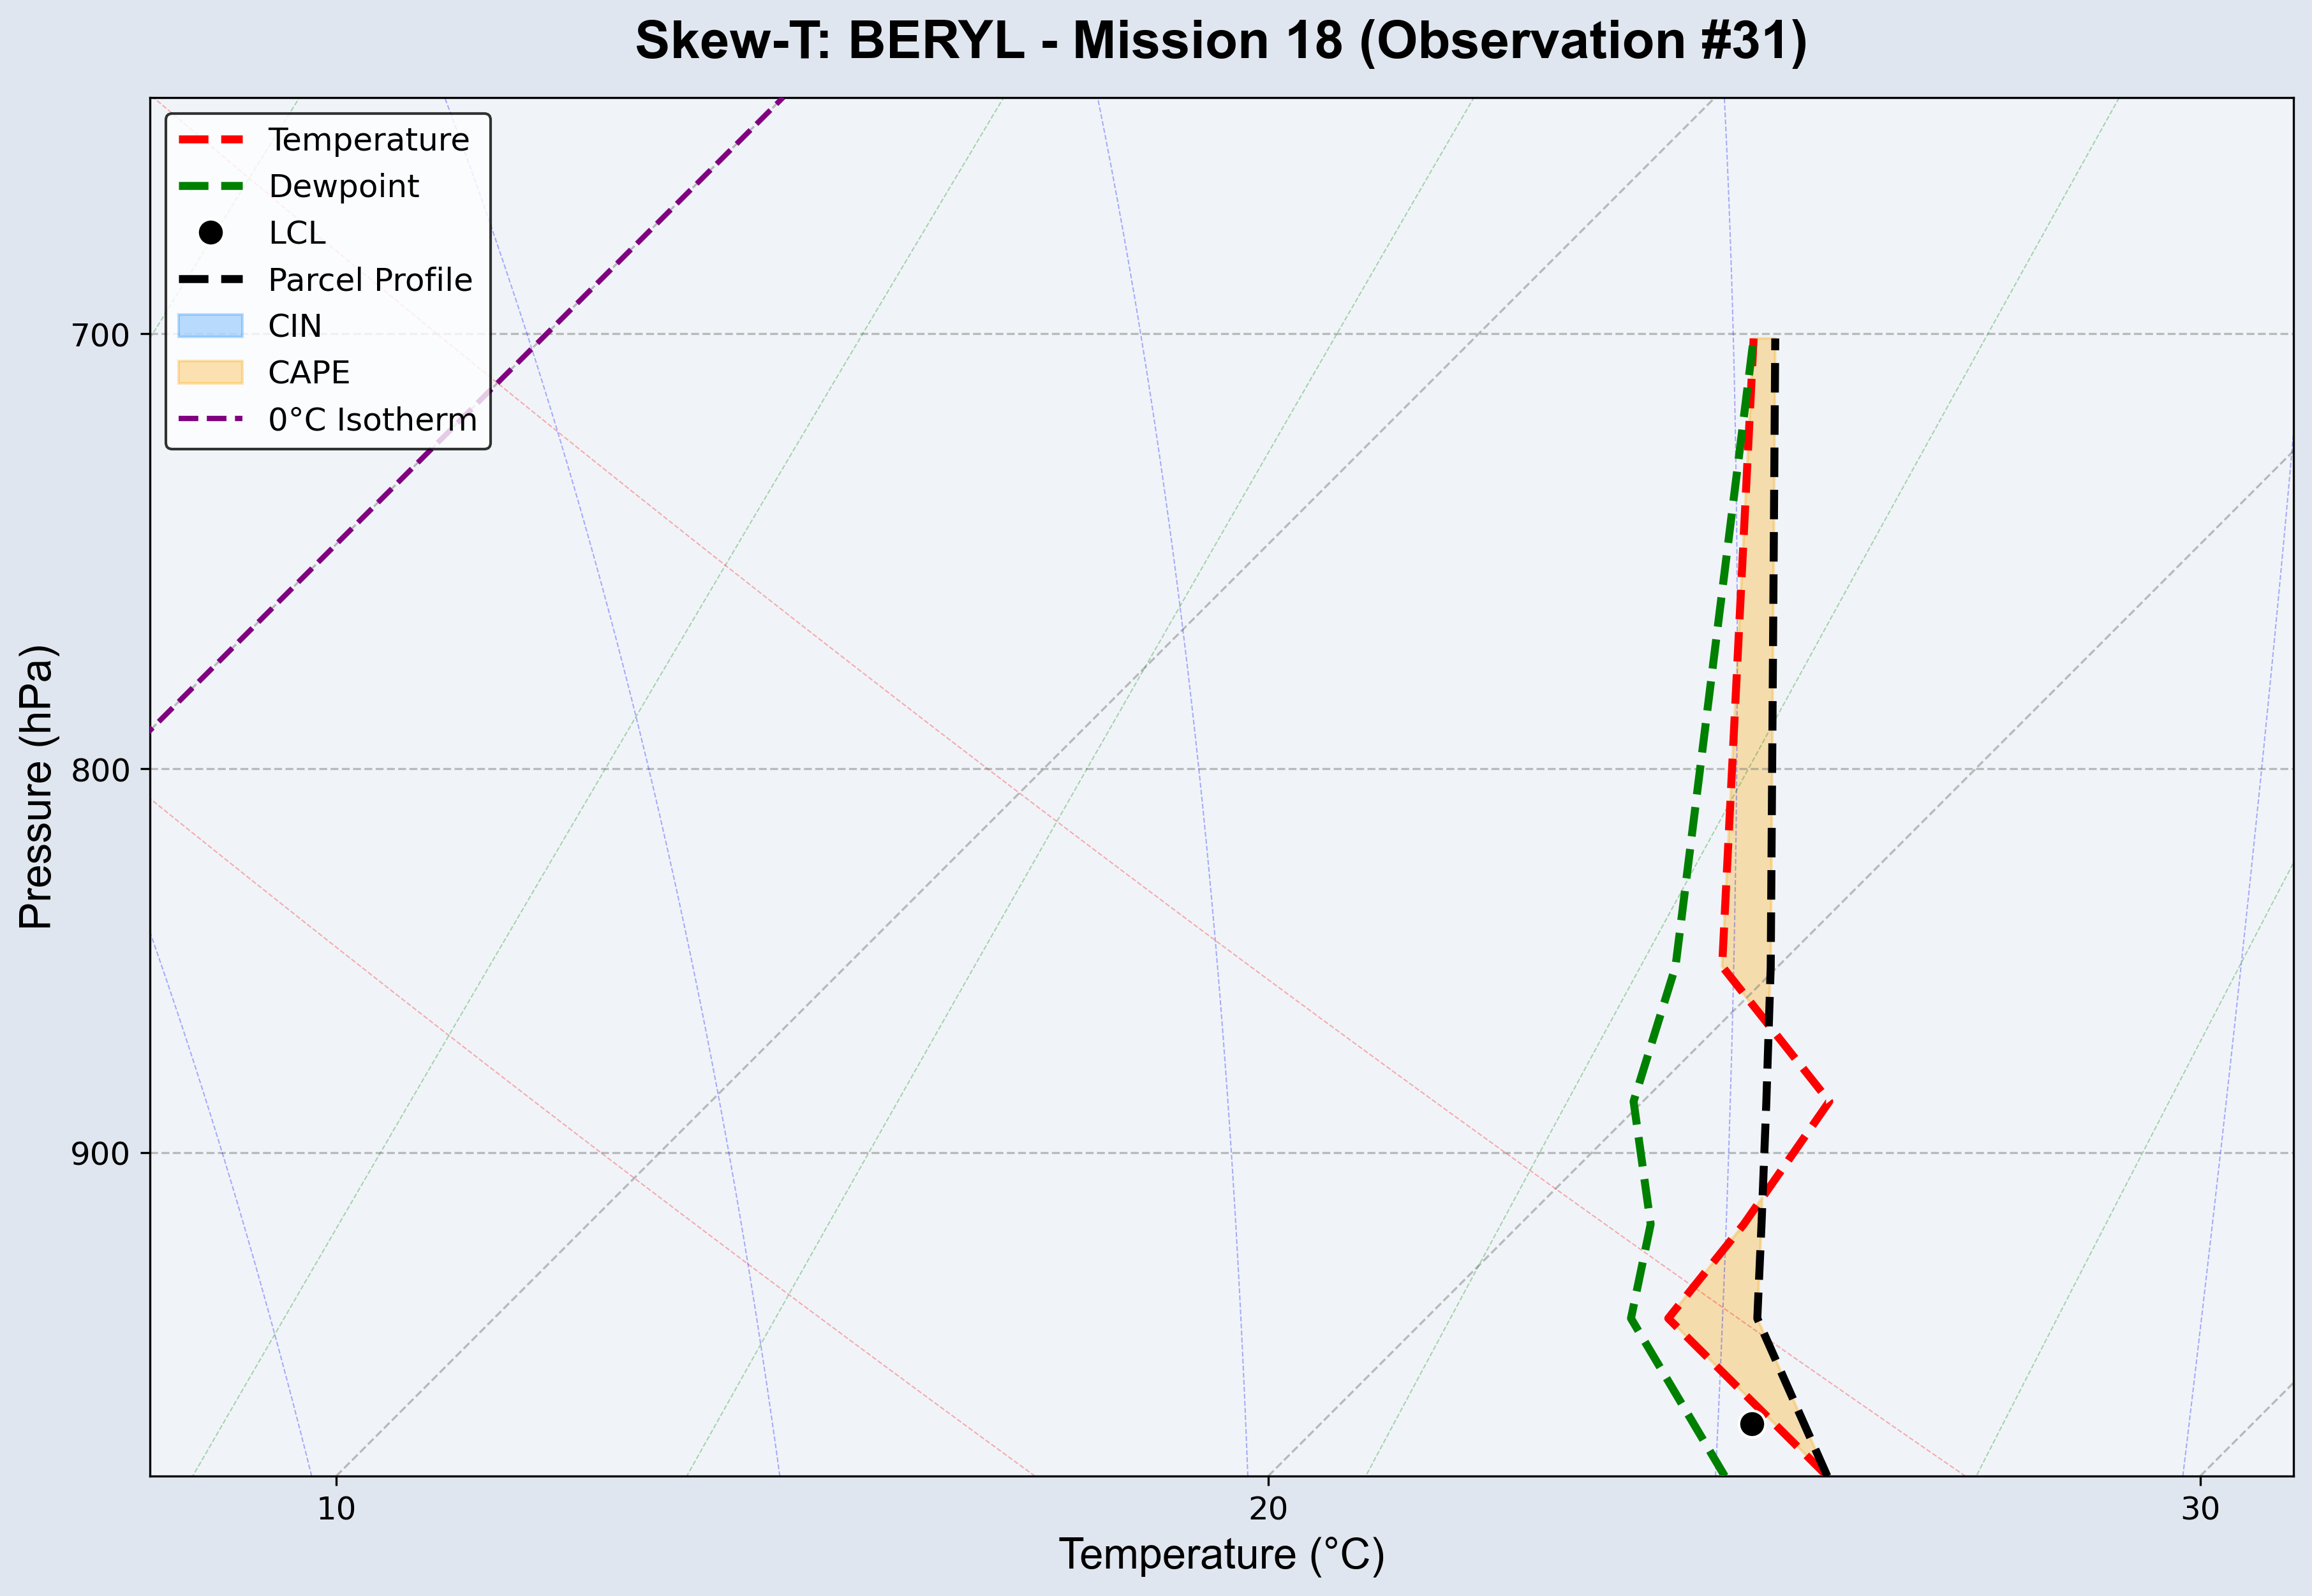 Skew-T: BERYL - Mission 18 (Observation #31)
Temperature
Dewpoint
LCL
Parcel Profile
CIN
CAPE
0°C Isotherm
700
800
900
Pressure (hPa)
10
20
30
Temperature (°C)